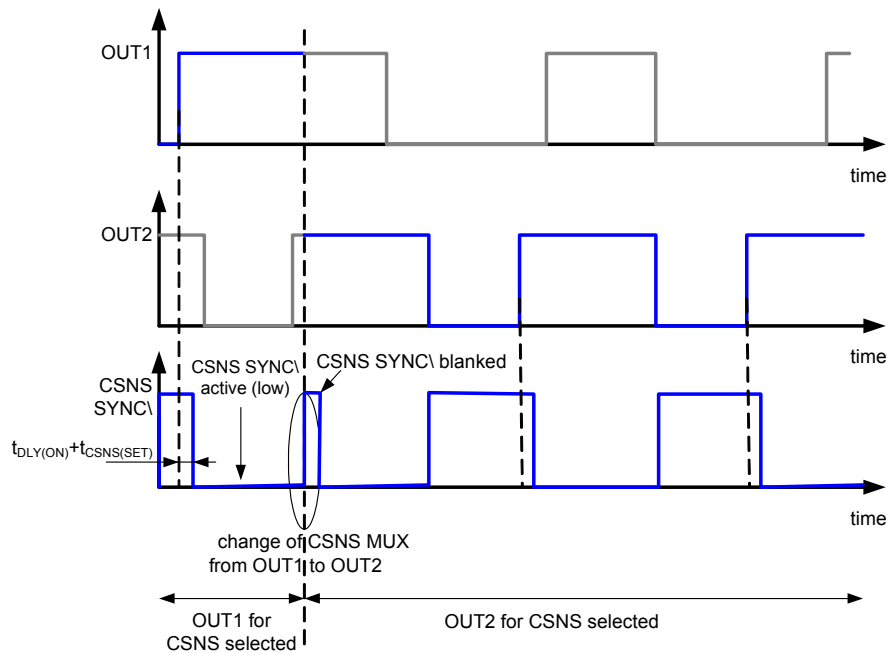 OUT1
time
OUT2
time
CSNS SYNC\
active (low)
CSNS SYNC\ blanked
CSNS
SYNC\
tDLY(ON)+tCSNS(SET)
time
change of CSNS MUX
from OUT1 to OUT2
OUT1 for
CSNS selected
OUT2 for CSNS selected